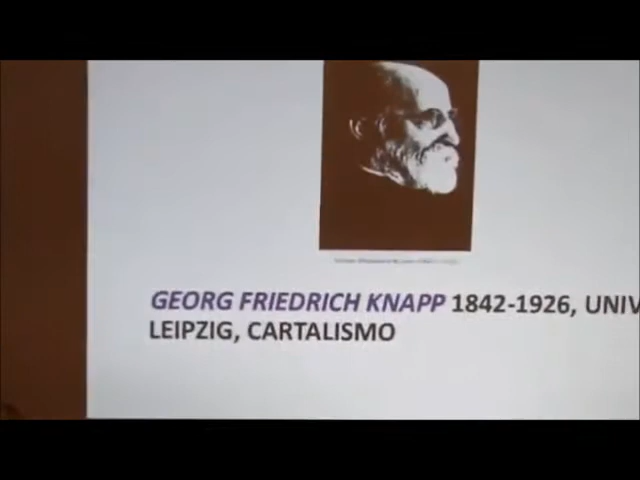 GEORG FRIEDRICH KNAPP 1842-1926, UNIV
LEIPZIG, CARTALISMO